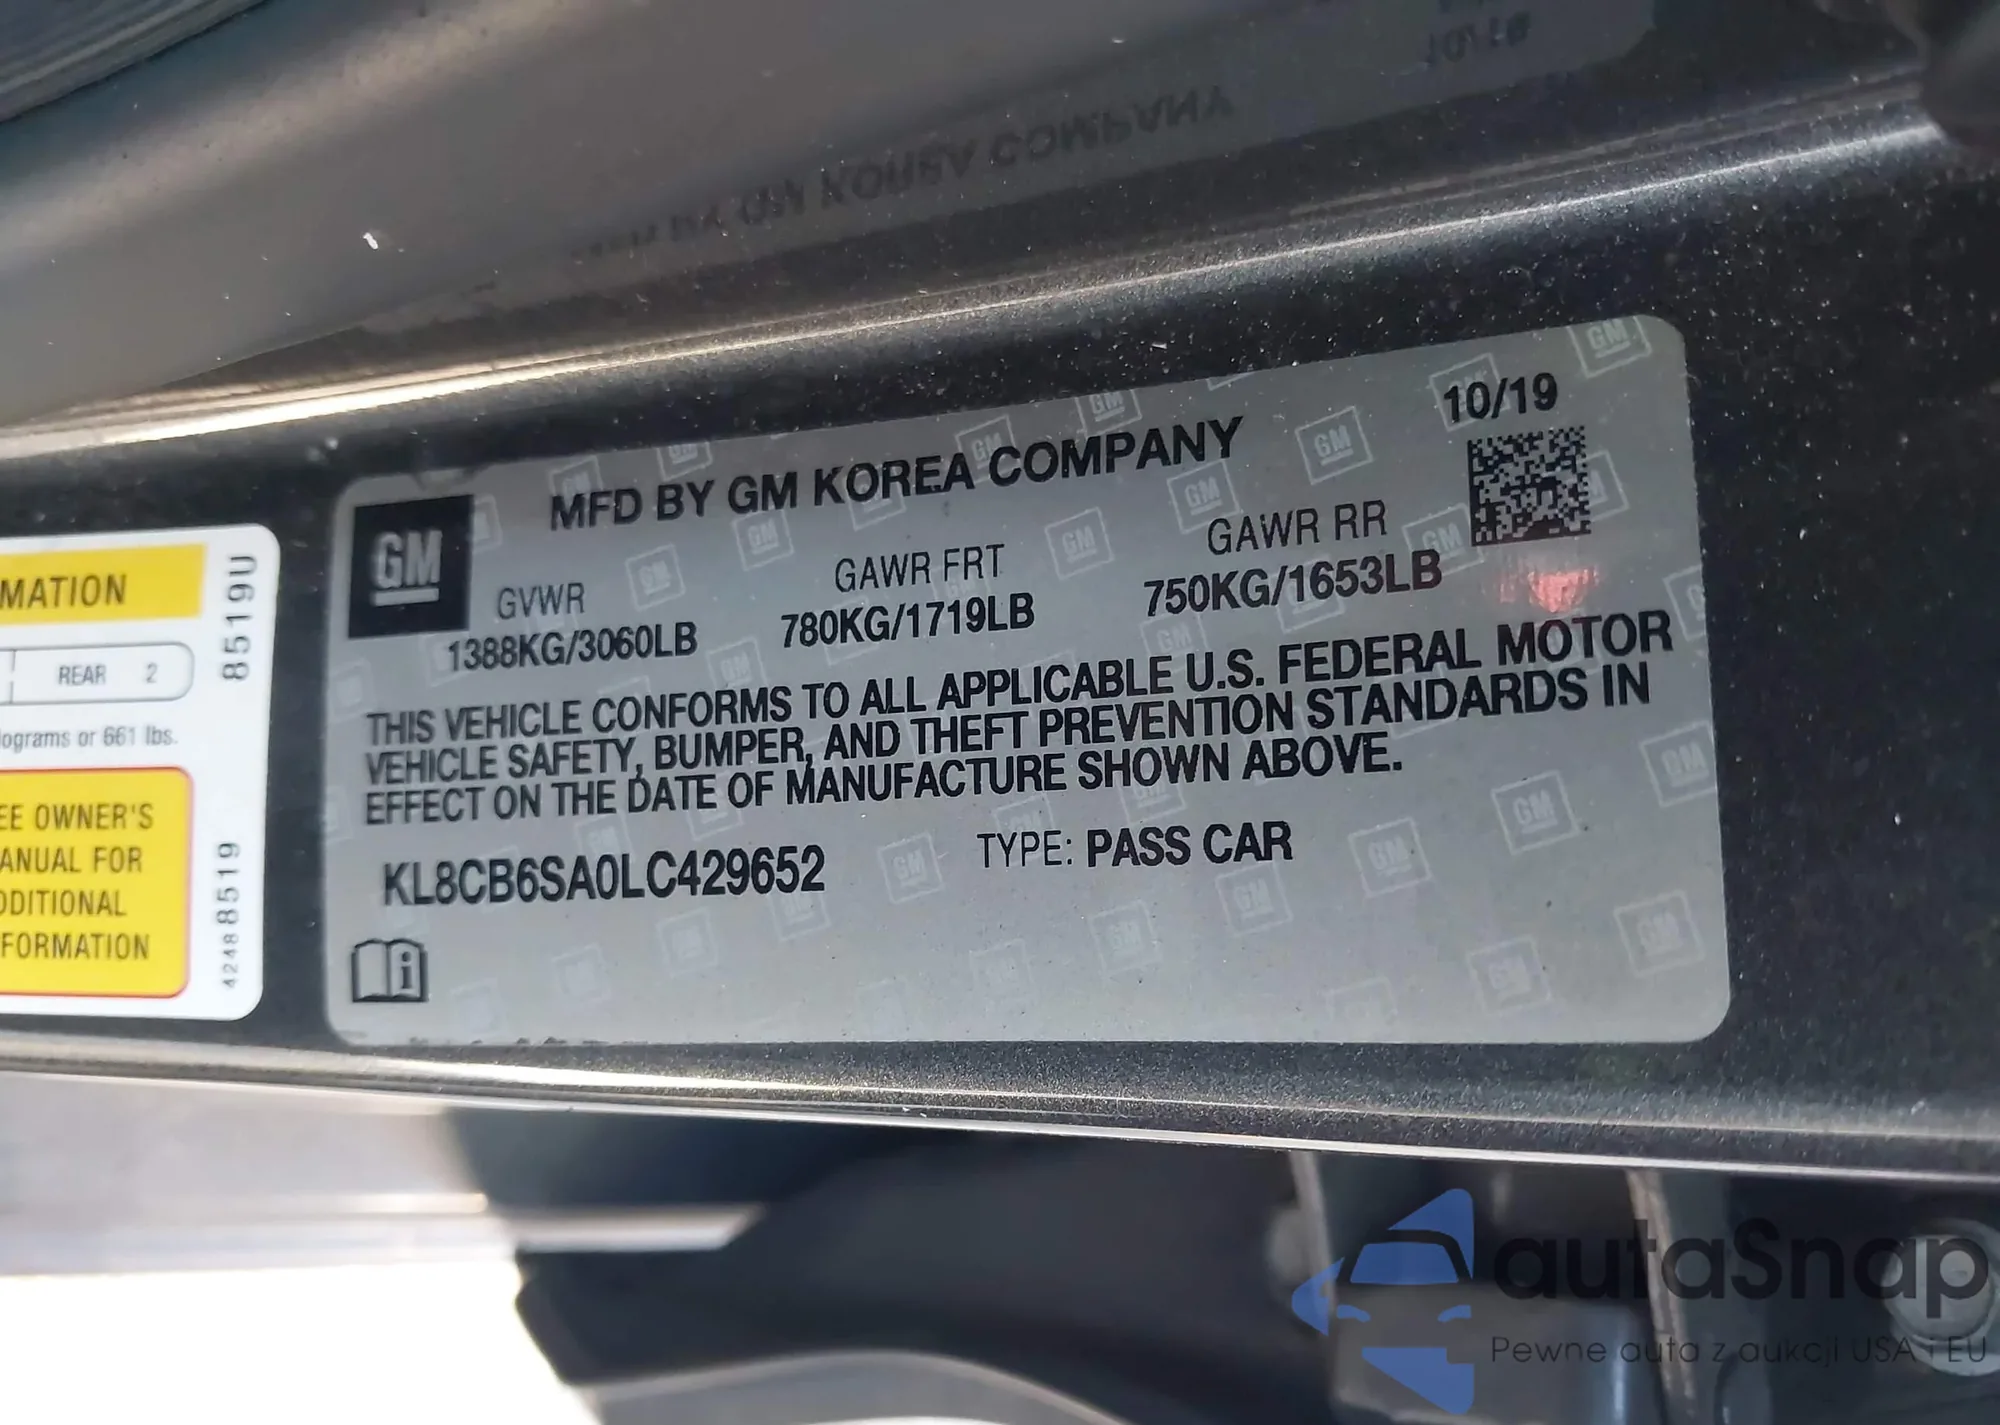 MFD BY GM KOREA COMPANY
10/19
GM
GVWR
GAWR FRT
GAWR RR
1388KG/3060LB
780KG/1719LB
750KG/1653LB
THIS VEHICLE CONFORMS TO ALL APPLICABLE U.S. FEDERAL MOTOR
VEHICLE SAFETY, BUMPER, AND THEFT PREVENTION STANDARDS IN
EFFECT ON THE DATE OF MANUFACTURE SHOWN ABOVE.
KL8CB6SA0LC429652
TYPE: PASS CAR
MATION
REAR 2
ograms or 661 lbs.
EE OWNER'S
ANUAL FOR
DDITIONAL
FORMATION
8519U
42488519
autaSnap
Pewne auta z aukcji USA i EU